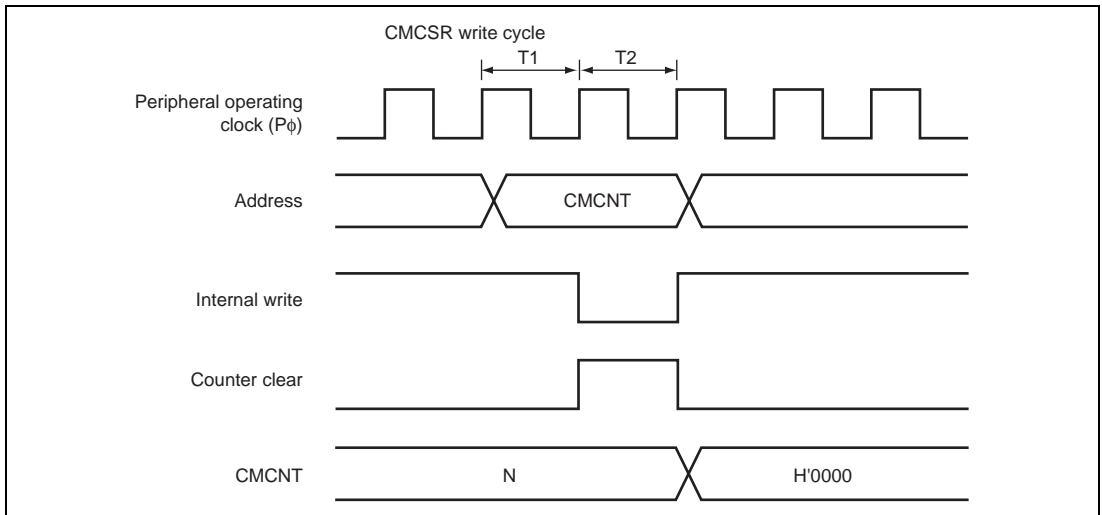 CMCSR write cycle
T1 T2
Peripheral operating
clock (Pϕ)
Address CMCNT
Internal write
Counter clear
CMCNT N H'0000